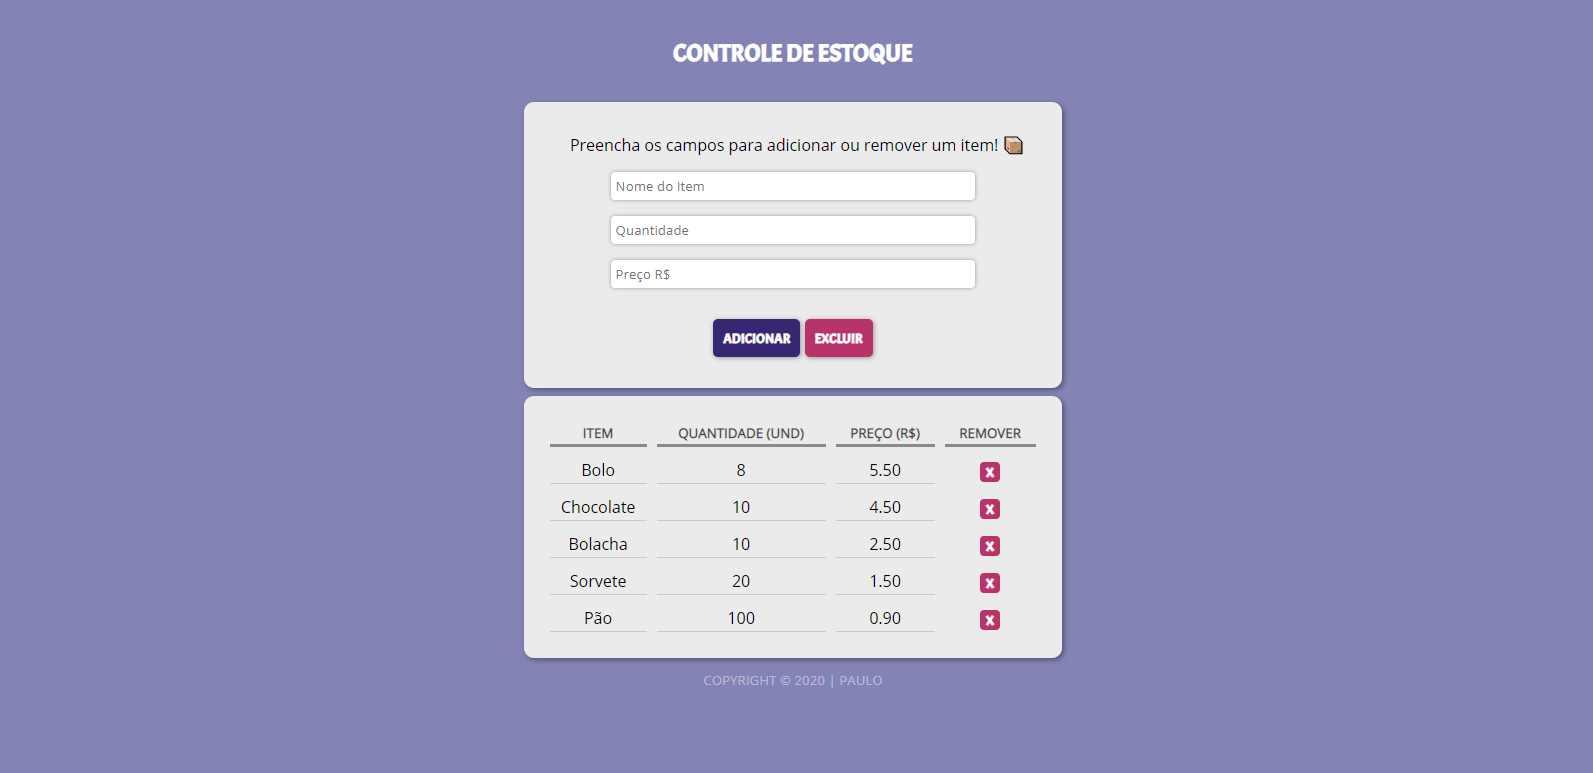 CONTROLE DE ESTOQUE
Preencha os campos para adicionar ou remover um item!
Nome do Item
Quantidade
Preço R$
ADICIONAR EXCLUIR
ITEM QUANTIDADE (UND) PREÇO (R$) REMOVER
Bolo 8 5.50 X
Chocolate 10 4.50 X
Bolacha 10 2.50 X
Sorvete 20 1.50 X
Pão 100 0.90 X
COPYRIGHT © 2020 | PAULO